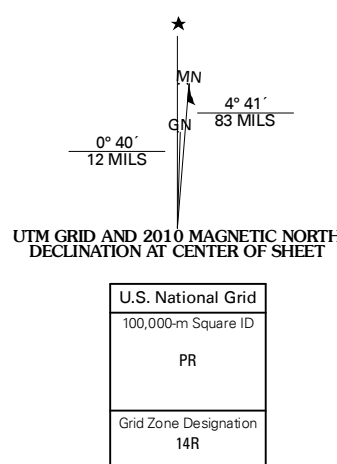 MN
4° 41´
83 MILS
GN
0° 40´
12 MILS
UTM GRID AND 2010 MAGNETIC NORTH
DECLINATION AT CENTER OF SHEET
U.S. National Grid
100,000-m Square ID
PR
Grid Zone Designation
14R